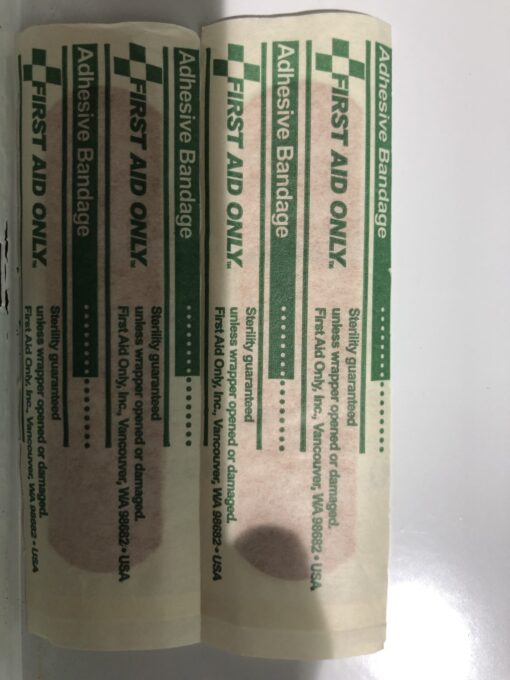 Adhesive Bandage
FIRST AID ONLY™
Sterility guaranteed
unless wrapper opened or damaged.
First Aid Only, Inc., Vancouver, WA 98682 • USA
Adhesive Bandage
FIRST AID ONLY™
Sterility guaranteed
unless wrapper opened or damaged.
First Aid Only, Inc., Vancouver, WA 98682 • USA
Adhesive Bandage
FIRST AID ONLY™
Sterility guaranteed
unless wrapper opened or damaged.
First Aid Only, Inc., Vancouver, WA 98682 • USA
Adhesive Bandage
FIRST AID ONLY™
Sterility guaranteed
unless wrapper opened or damaged.
First Aid Only, Inc., Vancouver, WA 98682 • USA